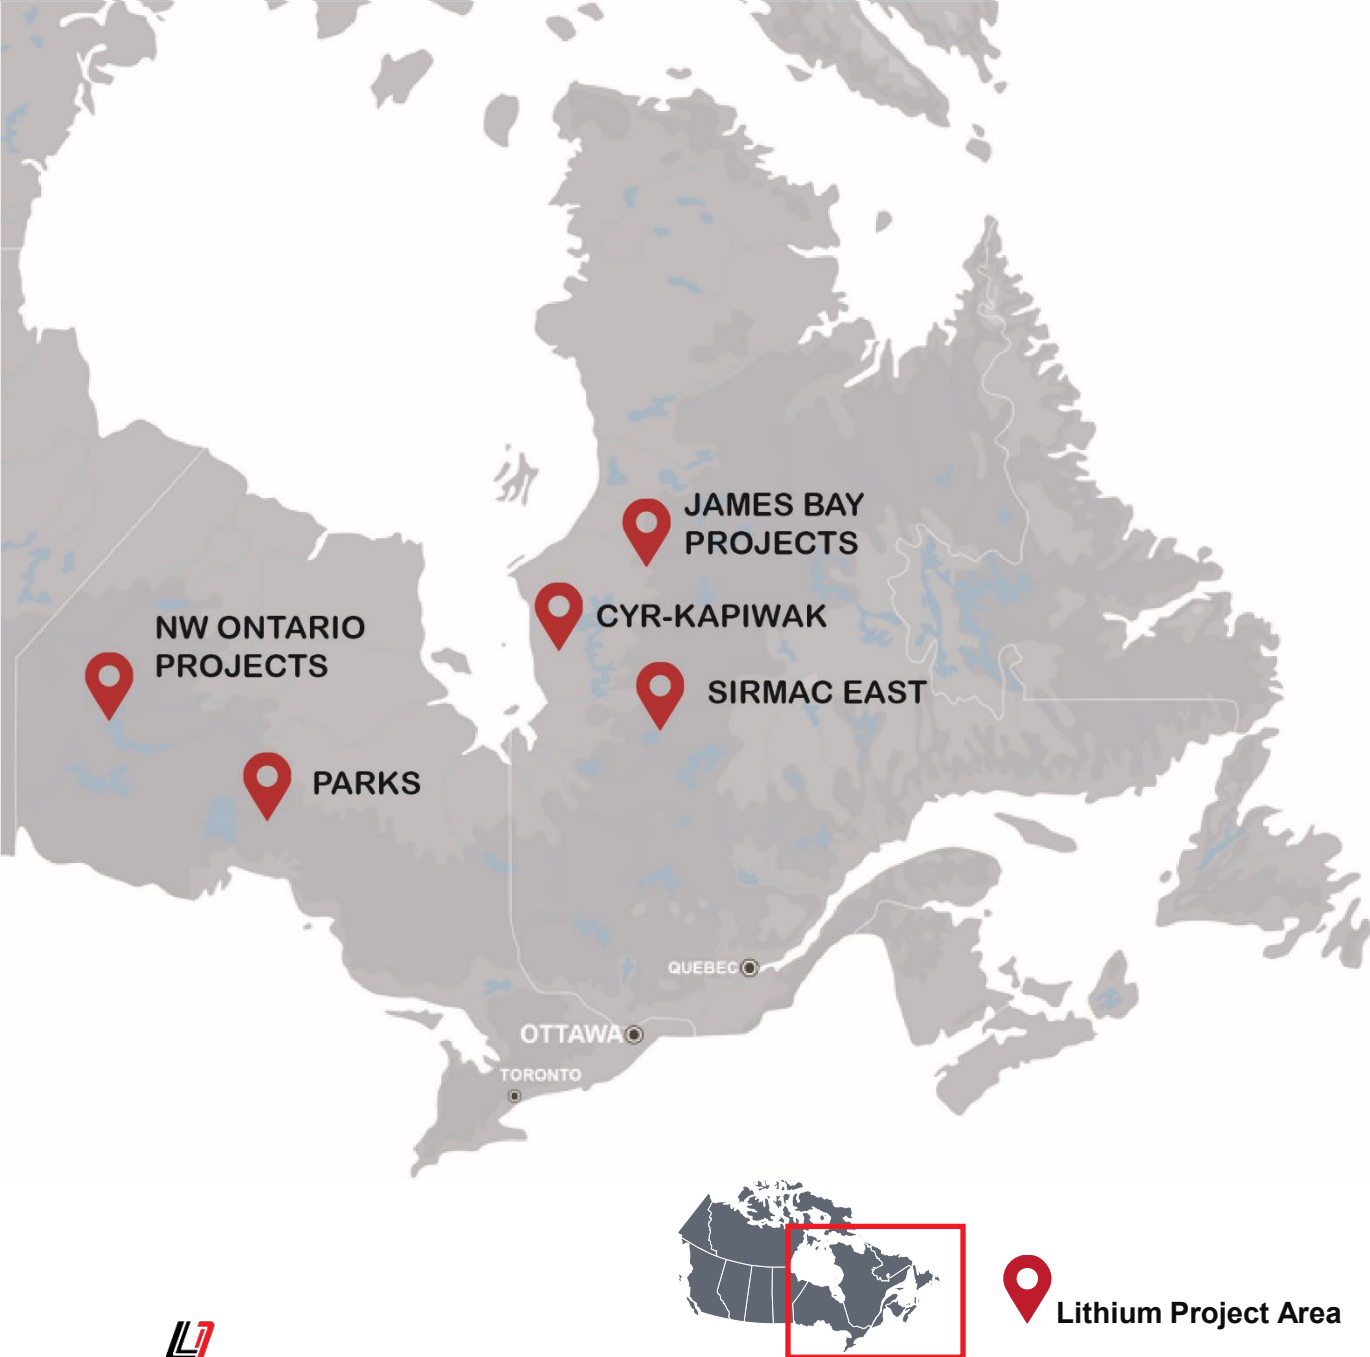 JAMES BAY
PROJECTS
CYR-KAPIWAK
NW ONTARIO
PROJECTS
SIRMAC EAST
PARKS
QUEBEC
OTTAWA
TORONTO
Lithium Project Area